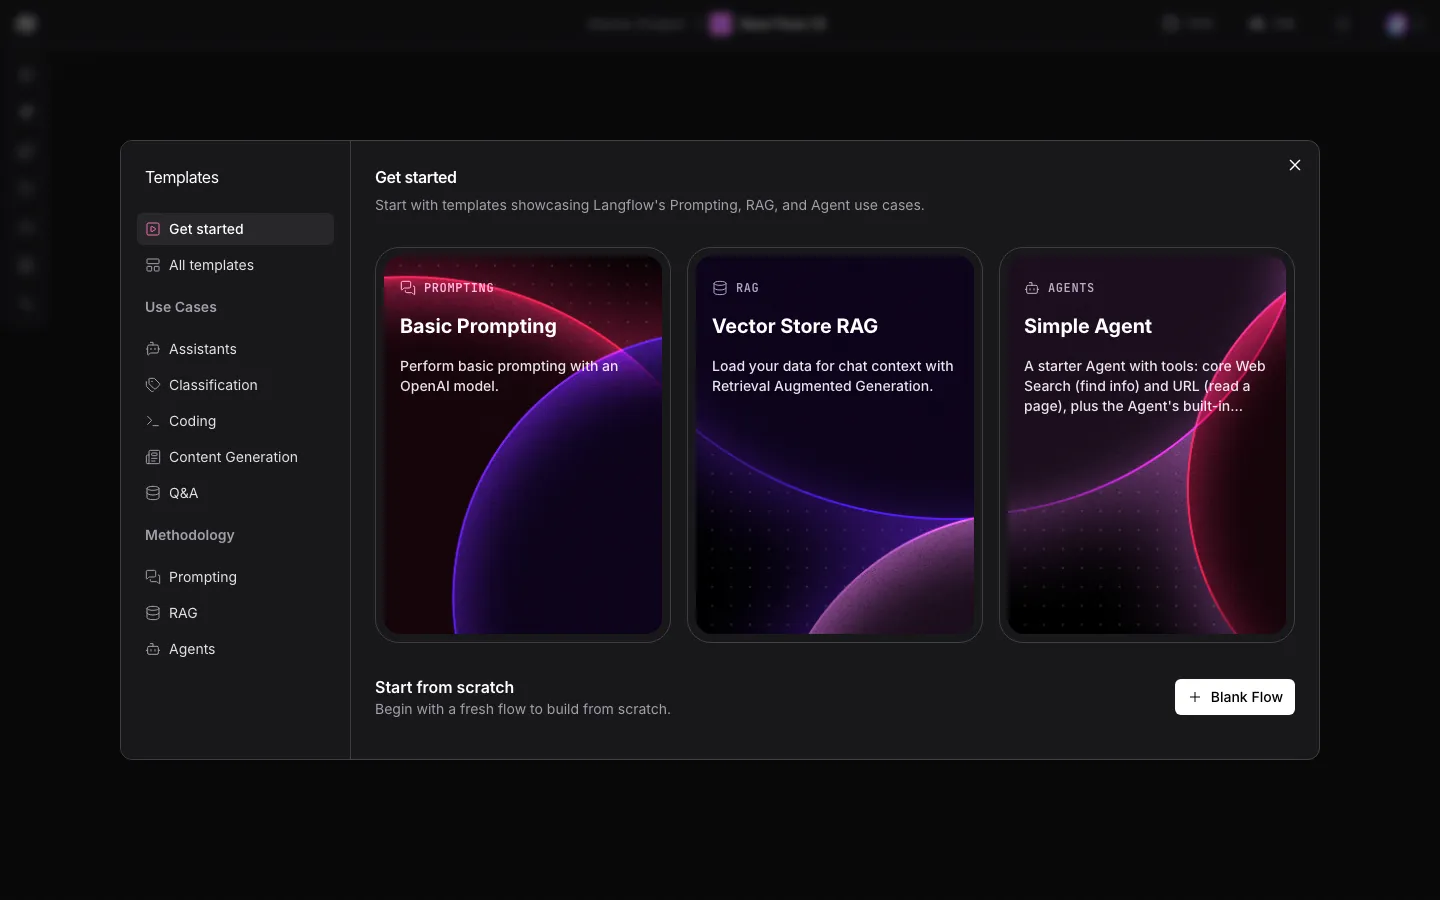 Templates
Get started
All templates
Use Cases
Assistants
Classification
Coding
Content Generation
Q&A
Methodology
Prompting
RAG
Agents
Get started
Start with templates showcasing Langflow's Prompting, RAG, and Agent use cases.
PROMPTING
Basic Prompting
Perform basic prompting with an
OpenAI model.
RAG
Vector Store RAG
Load your data for chat context with
Retrieval Augmented Generation.
AGENTS
Simple Agent
A starter Agent with tools: core Web
Search (find info) and URL (read a
page), plus the Agent's built-in...
Start from scratch
Begin with a fresh flow to build from scratch.
Blank Flow